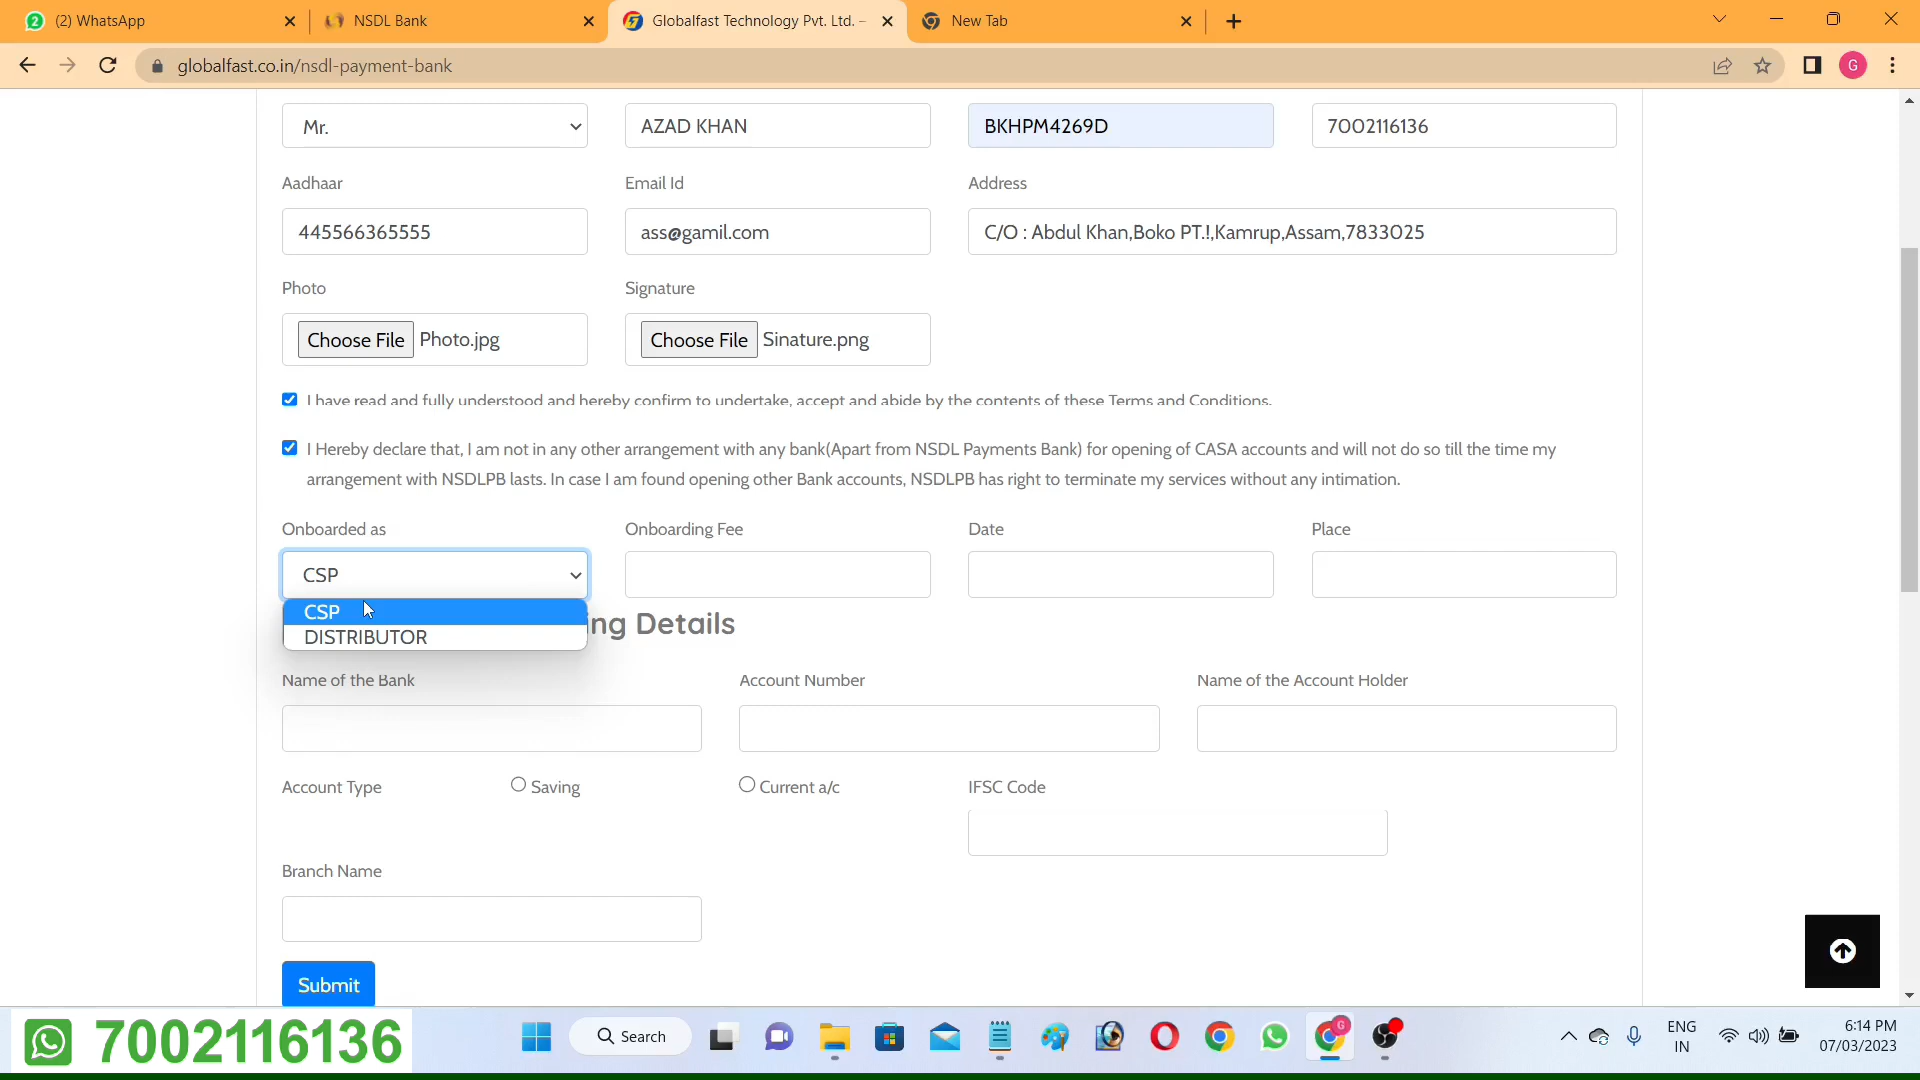 (2) WhatsApp
NSDL Bank
Globalfast Technology Pvt. Ltd. –
New Tab
globalfast.co.in/nsdl-payment-bank
G
Mr.
AZAD KHAN
BKHPM4269D
7002116136
Aadhaar
Email Id
Address
445566365555
ass@gamil.com
C/O : Abdul Khan,Boko PT.!,Kamrup,Assam,7833025
Photo
Signature
Choose File Photo.jpg
Choose File Sinature.png
I have read and fully understood and hereby confirm to undertake, accept and abide by the contents of these Terms and Conditions.
I Hereby declare that, I am not in any other arrangement with any bank(Apart from NSDL Payments Bank) for opening of CASA accounts and will not do so till the time my
arrangement with NSDLPB lasts. In case I am found opening other Bank accounts, NSDLPB has right to terminate my services without any intimation.
Onboarded as
Onboarding Fee
Date
Place
CSP
CSP
DISTRIBUTOR
ing Details
Name of the Bank
Account Number
Name of the Account Holder
Account Type
Saving
Current a/c
IFSC Code
Branch Name
Submit
7002116136
Search
G
ENG
IN
6:14 PM
07/03/2023